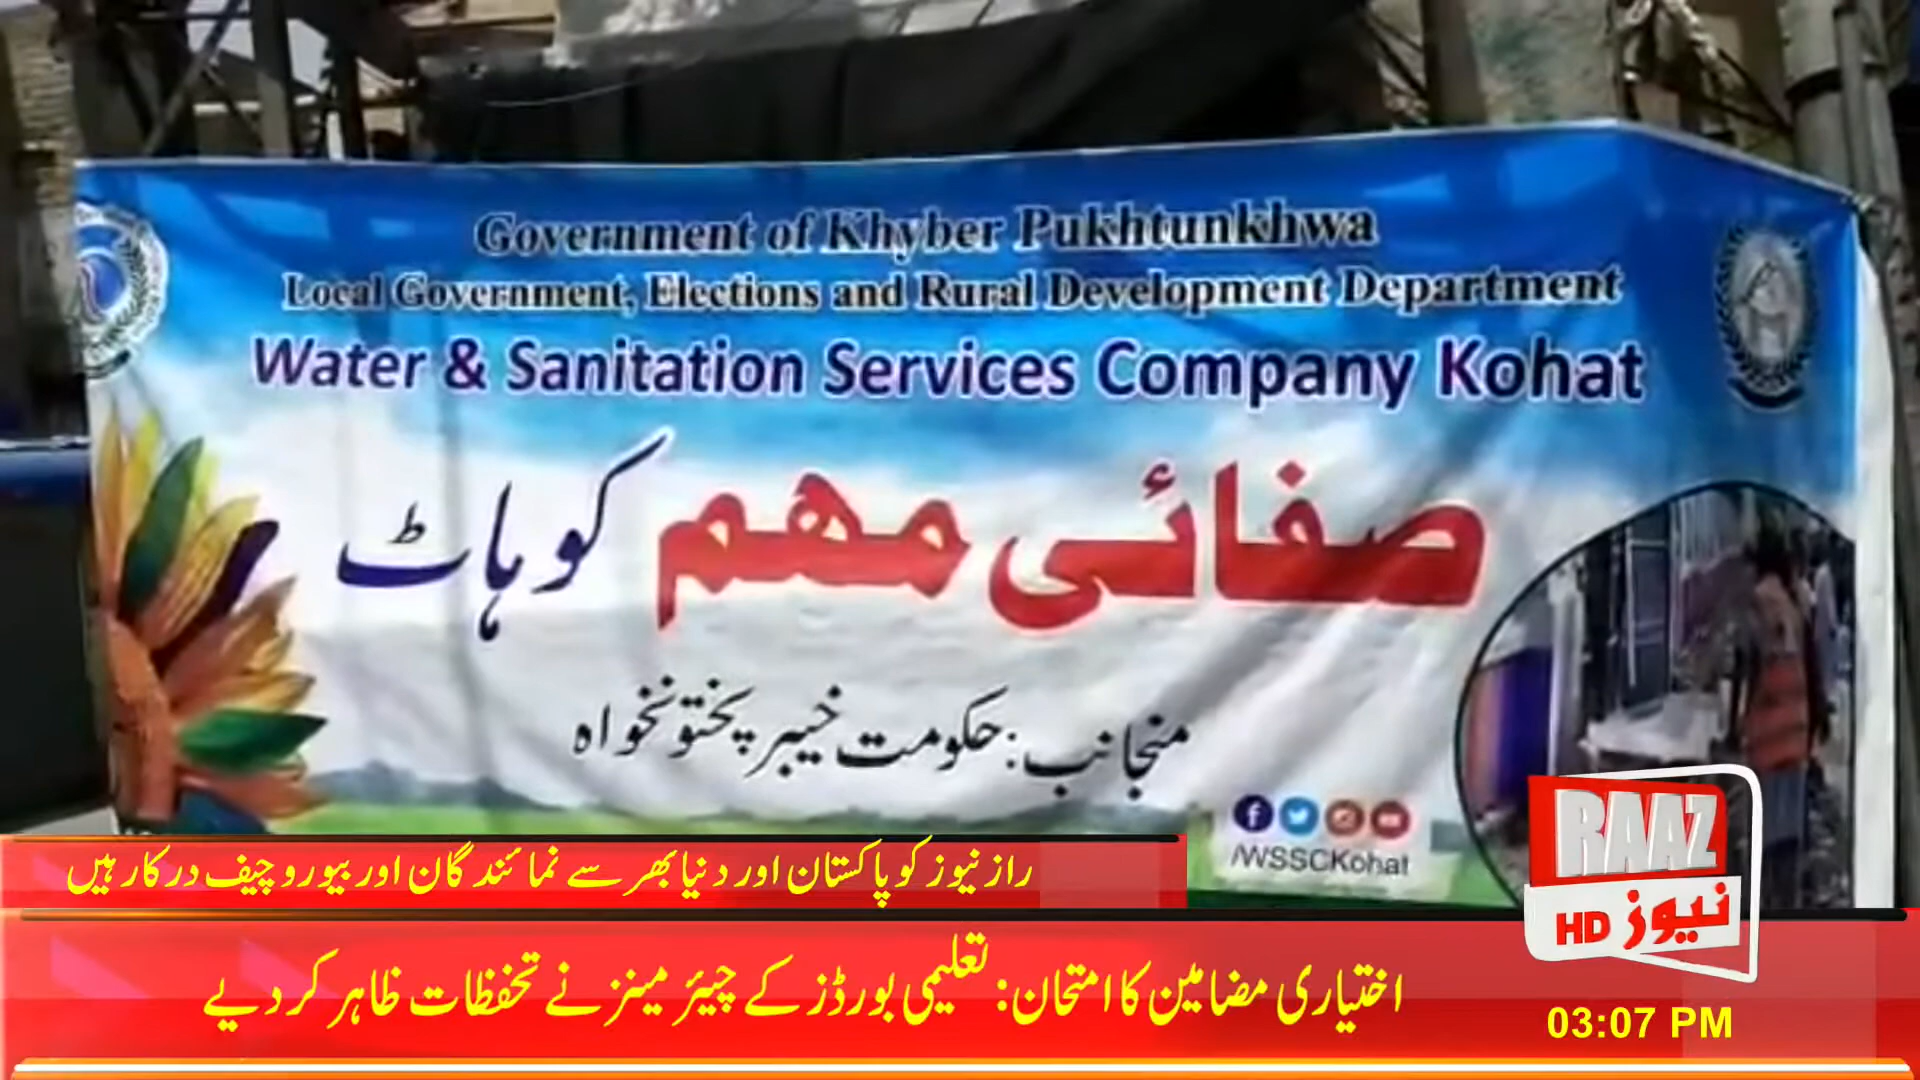 Government of Khyber Pukhtunkhwa
Local Government, Elections and Rural Development Department
Water & Sanitation Services Company Kohat
صفائی مہم کوہاٹ
منجانب: حکومت خیبر پختونخواہ
/WSSCKohat
راز نیوز کو پاکستان اور دنیا بھر سے نمائندگان اور بیورو چیف درکار ہیں
RAAZ
نیوز HD
اختیاری مضامین کا امتحان: تعلیمی بورڈز کے چیئر مینز نے تحفظات ظاہر کر دیے
03:07 PM